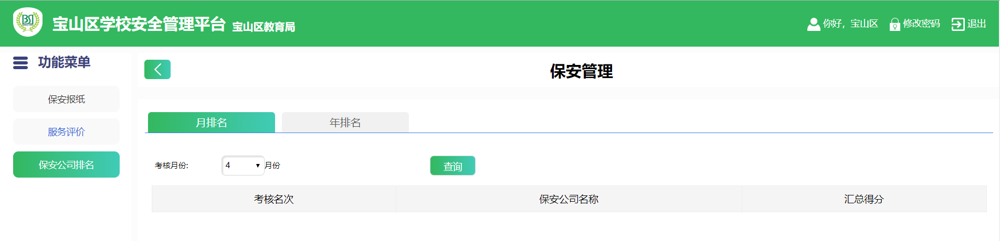 BSI
宝山区学校安全管理平台 宝山区教育局
你好，宝山区 修改密码 退出
功能菜单
保安报纸
服务评价
保安公司排名
保安管理
月排名 年排名
考核月份: 4 月份 查询
考核名次 保安公司名称 汇总得分